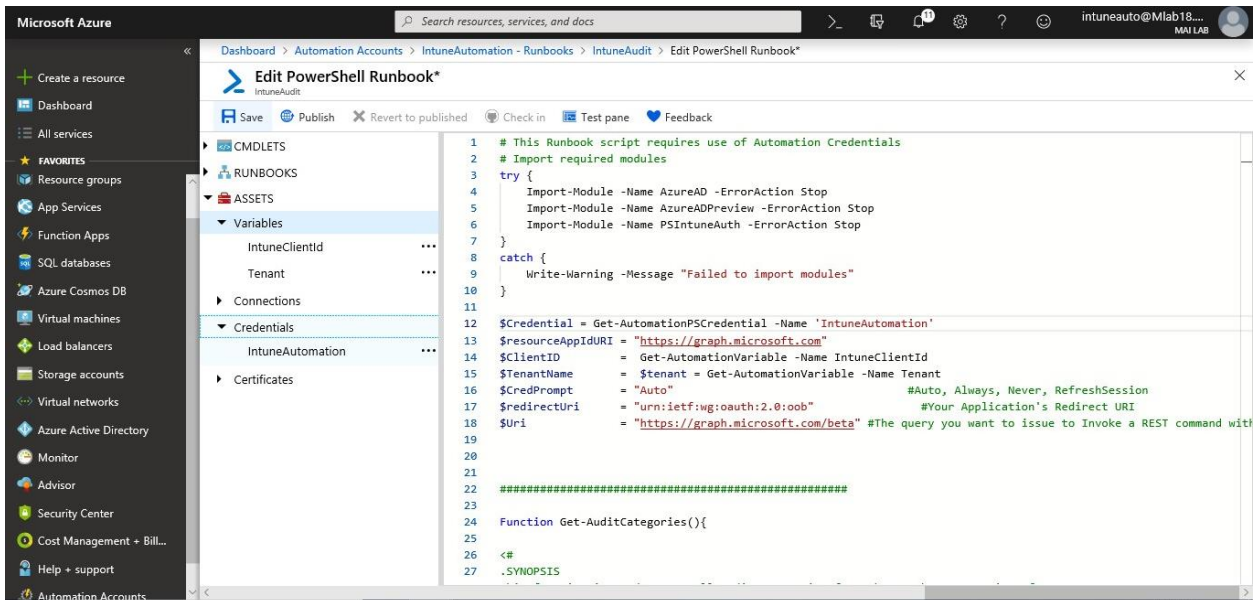 Microsoft Azure
Search resources, services, and docs
>_
11
?
intuneauto@Mlab18....
MAI LAB
«
Dashboard > Automation Accounts > IntuneAutomation - Runbooks > IntuneAudit > Edit PowerShell Runbook*
Edit PowerShell Runbook*
IntuneAudit
Create a resource
Dashboard
All services
FAVORITES
Resource groups
App Services
Function Apps
SQL databases
Azure Cosmos DB
Virtual machines
Load balancers
Storage accounts
Virtual networks
Azure Active Directory
Monitor
Advisor
Security Center
Cost Management + Bill...
Help + support
Automation Accounts
Save Publish Revert to published Check in Test pane Feedback
CMDLETS
RUNBOOKS
ASSETS
Variables
IntuneClientId ...
Tenant ...
Connections
Credentials
IntuneAutomation ...
Certificates
1 # This Runbook script requires use of Automation Credentials
2 # Import required modules
3 try {
4 Import-Module -Name AzureAD -ErrorAction Stop
5 Import-Module -Name AzureADPreview -ErrorAction Stop
6 Import-Module -Name PSIntuneAuth -ErrorAction Stop
7 }
8 catch {
9 Write-Warning -Message "Failed to import modules"
10 }
11
12 $Credential = Get-AutomationPSCredential -Name 'IntuneAutomation'
13 $resourceAppIdURI = "https://graph.microsoft.com"
14 $ClientID = Get-AutomationVariable -Name IntuneClientId
15 $TenantName = $tenant = Get-AutomationVariable -Name Tenant
16 $CredPrompt = "Auto" #Auto, Always, Never, RefreshSession
17 $redirectUri = "urn:ietf:wg:oauth:2.0:oob" #Your Application's Redirect URI
18 $Uri = "https://graph.microsoft.com/beta" #The query you want to issue to Invoke a REST command with
19
20
21
22 ####################################################
23
24 Function Get-AuditCategories(){
25
26 <#
27 .SYNOPSIS